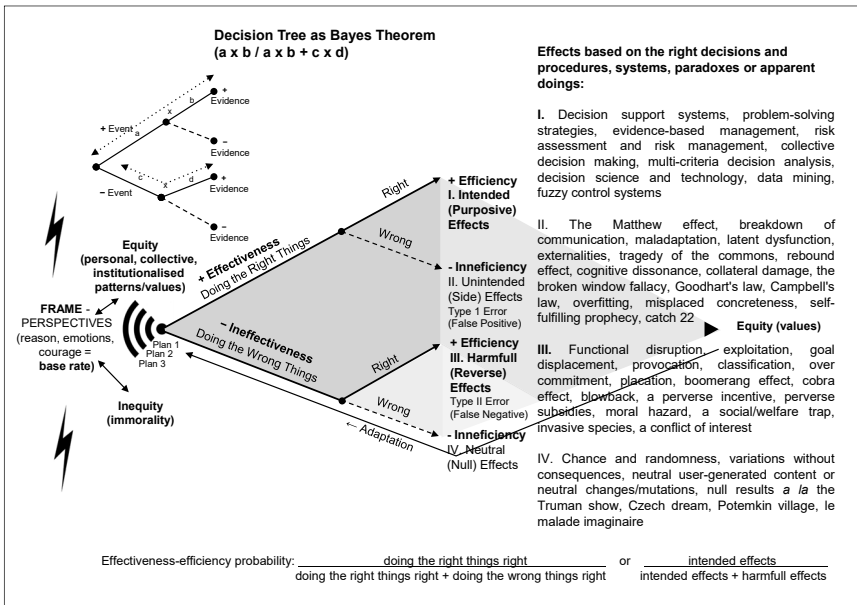 Decision Tree as Bayes Theorem
(a x b / a x b + c x d)
+ Event
a
x
b
+
Evidence
–
Evidence
– Event
c
x
d
+
Evidence
–
Evidence
Equity
(personal, collective,
institutionalised
patterns/values)
FRAME -
PERSPECTIVES
(reason, emotions,
courage =
base rate)
Inequity
(immorality)
Plan 1
Plan 2
Plan 3
+ Effectiveness
Doing the Right Things
– Ineffectiveness
Doing the Wrong Things
Right
Wrong
Right
Wrong
← Adaptation
+ Efficiency
I. Intended
(Purposive)
Effects
- Inneficiency
II. Unintended
(Side) Effects
Type 1 Error
(False Positive)
+ Efficiency
III. Harmfull
(Reverse)
Effects
Type II Error
(False Negative)
- Inneficiency
IV. Neutral
(Null) Effects
Equity (values)
Effects based on the right decisions and
procedures, systems, paradoxes or apparent
doings:
I. Decision support systems, problem-solving
strategies, evidence-based management, risk
assessment and risk management, collective
decision making, multi-criteria decision analysis,
decision science and technology, data mining,
fuzzy control systems
II. The Matthew effect, breakdown of
communication, maladaptation, latent dysfunction,
externalities, tragedy of the commons, rebound
effect, cognitive dissonance, collateral damage, the
broken window fallacy, Goodhart's law, Campbell's
law, overfitting, misplaced concreteness, self-
fulfilling prophecy, catch 22
III. Functional disruption, exploitation, goal
displacement, provocation, classification, over
commitment, placation, boomerang effect, cobra
effect, blowback, a perverse incentive, perverse
subsidies, moral hazard, a social/welfare trap,
invasive species, a conflict of interest
IV. Chance and randomness, variations without
consequences, neutral user-generated content or
neutral changes/mutations, null results a la the
Truman show, Czech dream, Potemkin village, le
malade imaginaire
Effectiveness-efficiency probability: doing the right things right or intended effects
doing the right things right + doing the wrong things right intended effects + harmfull effects